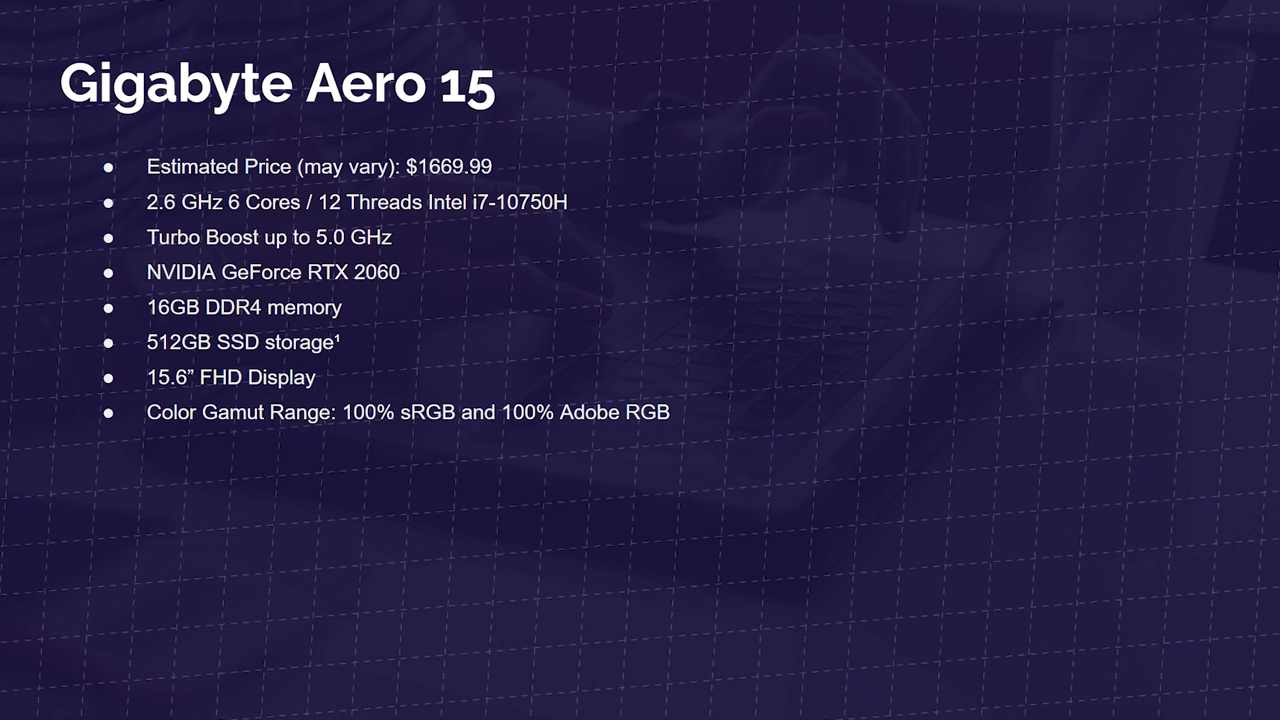 Gigabyte Aero 15
● Estimated Price (may vary): $1669.99
● 2.6 GHz 6 Cores / 12 Threads Intel i7-10750H
● Turbo Boost up to 5.0 GHz
● NVIDIA GeForce RTX 2060
● 16GB DDR4 memory
● 512GB SSD storage¹
● 15.6” FHD Display
● Color Gamut Range: 100% sRGB and 100% Adobe RGB